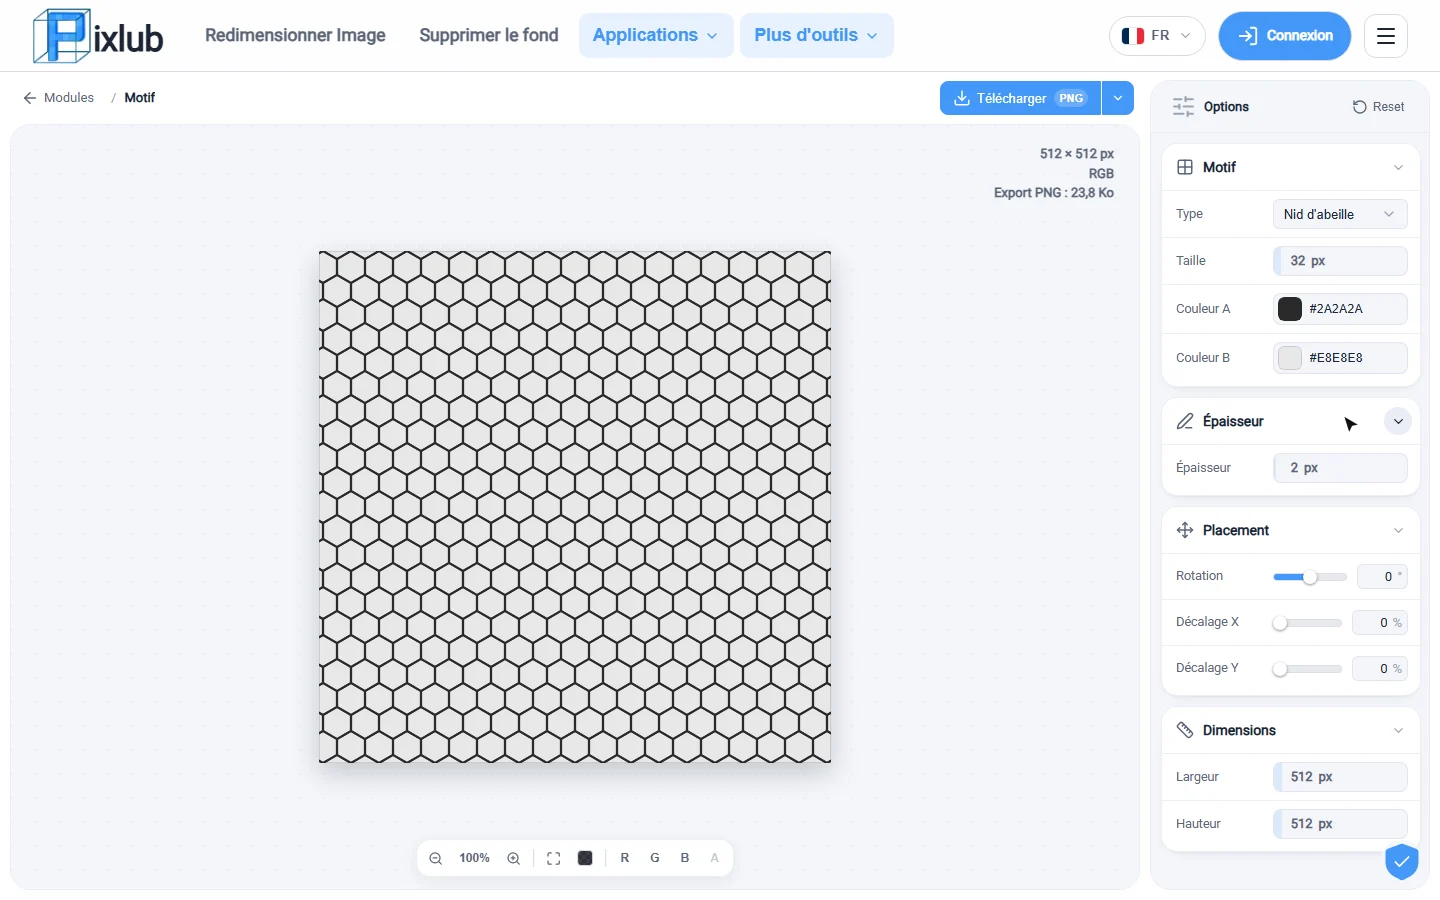 Pixlub
Redimensionner Image
Supprimer le fond
Applications
Plus d'outils
FR
Connexion
Modules / Motif
Télécharger PNG
512 × 512 px
RGB
Export PNG : 23,8 Ko
Options
Reset
Motif
Type
Nid d'abeille
Taille
32 px
Couleur A
#2A2A2A
Couleur B
#E8E8E8
Épaisseur
Épaisseur
2 px
Placement
Rotation
0 °
Décalage X
0 %
Décalage Y
0 %
Dimensions
Largeur
512 px
Hauteur
512 px
100%
R G B A